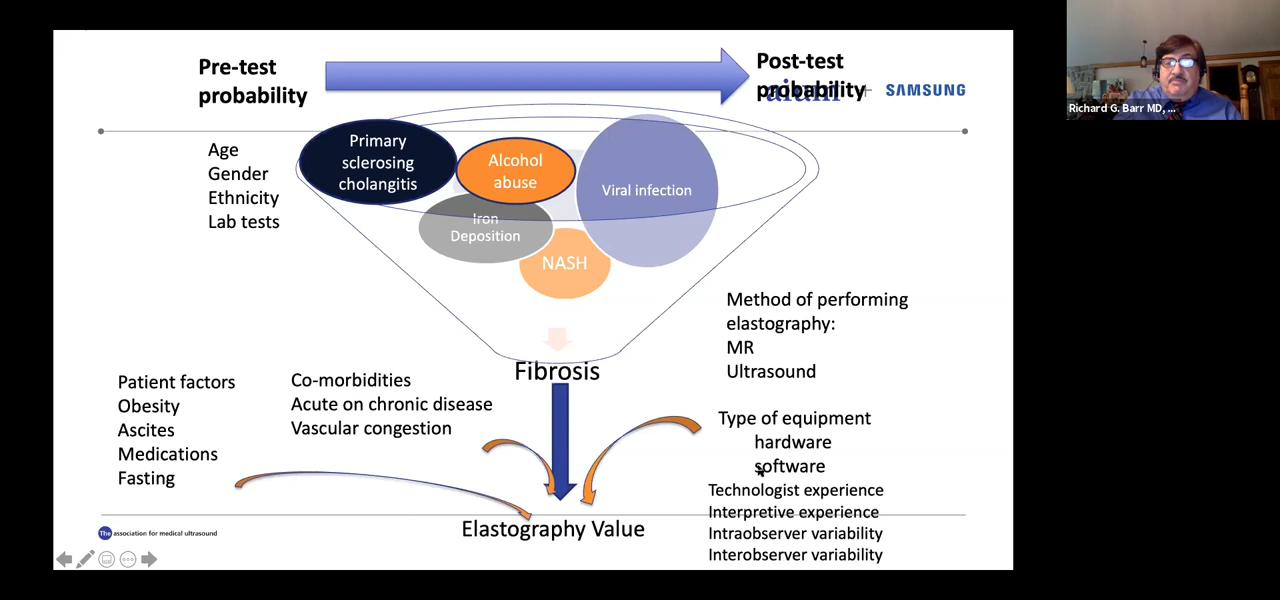 Pre-test
probability
Post-test
probability
aium + SAMSUNG
Richard G. Barr MD, ...
Age
Gender
Ethnicity
Lab tests
Primary
sclerosing
cholangitis
Alcohol
abuse
Viral infection
Iron
Deposition
NASH
Method of performing
elastography:
MR
Ultrasound
Fibrosis
Patient factors
Obesity
Ascites
Medications
Fasting
Co-morbidities
Acute on chronic disease
Vascular congestion
Type of equipment
hardware
software
Technologist experience
Interpretive experience
Intraobserver variability
Interobserver variability
Elastography Value
The association for medical ultrasound